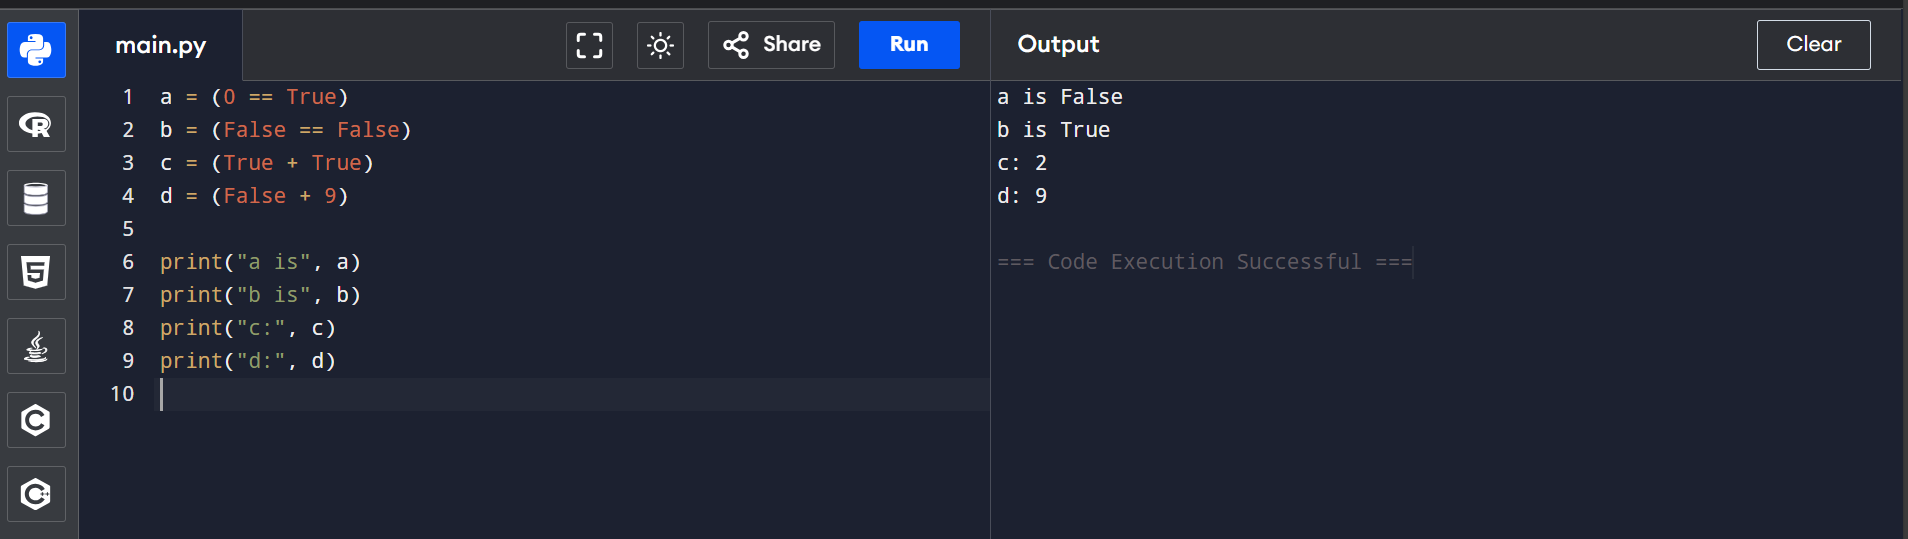 main.py
Share
Run
Output
Clear
1 a = (0 == True)
2 b = (False == False)
3 c = (True + True)
4 d = (False + 9)
5
6 print("a is", a)
7 print("b is", b)
8 print("c:", c)
9 print("d:", d)
10
a is False
b is True
c: 2
d: 9
=== Code Execution Successful ===
R
5
C
C++